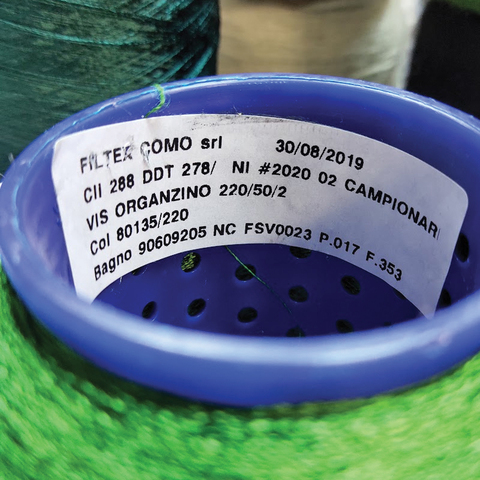 FILTEX COMO srl 30/08/2019
Cli 288 DDT 278/ NI #2020 02 CAMPIONARI
VIS ORGANZINO 220/50/2
Col 80135/220
Bagno 90609205 NC FSV0023 P.017 F.353